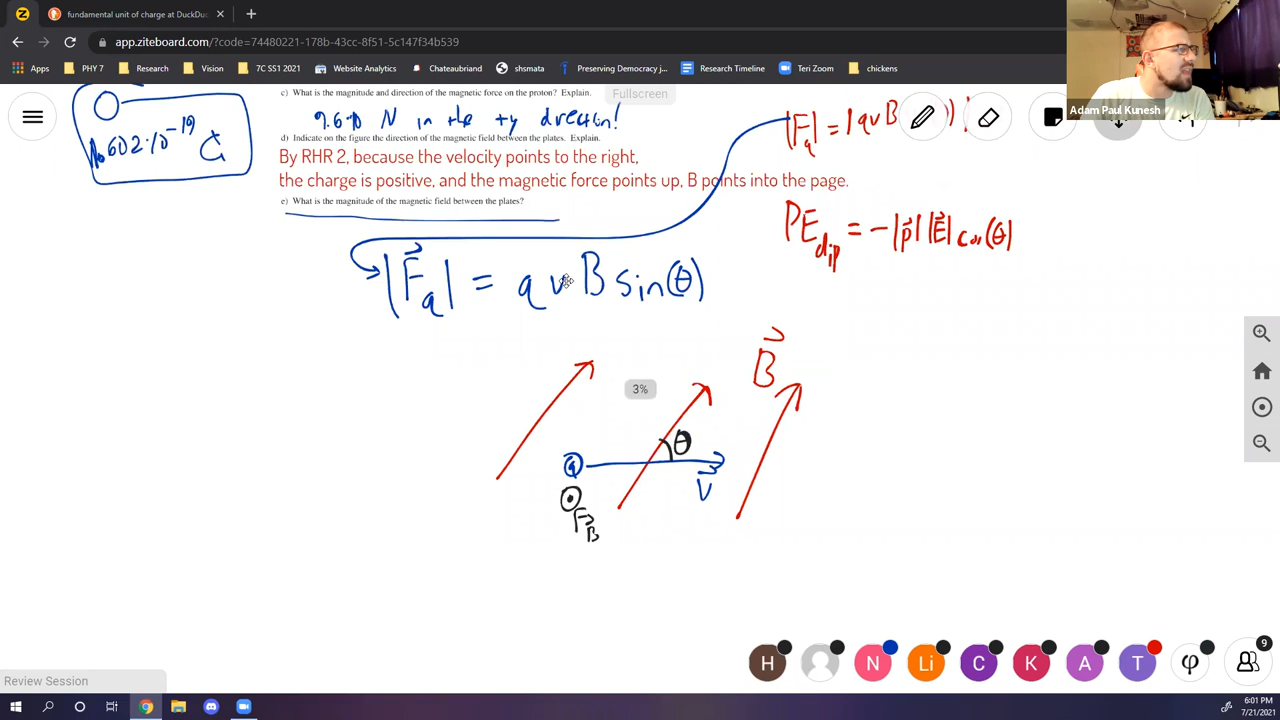 fundamental unit of charge at DuckDu
app.ziteboard.com/?code=74480221-178b-43cc-8f51-5c147f34b539
Apps PHY 7 Research Vision 7C SS1 2021 Website Analytics Chateaubriand shsmata Preserving Democracy j... Research Timeline Teri Zoom chickens
Fullscreen
Adam Paul Kunesh
c) What is the magnitude and direction of the magnetic force on the proton? Explain.
N in the +y direction!
602·10⁻¹⁹ C
d) Indicate on the figure the direction of the magnetic field between the plates. Explain.
By RHR 2, because the velocity points to the right,
the charge is positive, and the magnetic force points up, B points into the page.
e) What is the magnitude of the magnetic field between the plates?
|F_q| = |qvB
PE_dip = -|p⃗||E⃗|cos(θ)
|F⃗_q| = qvB sin(θ)
B⃗
3%
θ
q
V⃗
F⃗_B
9
H N Li C K A T φ
Review Session
6:01 PM
7/21/2021